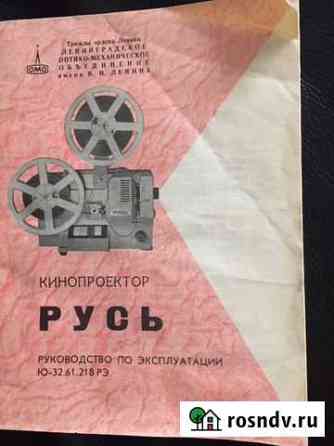 Трижды ордена Ленина
ЛЕНИНГРАДСКОЕ
ОПТИКО-МЕХАНИЧЕСКОЕ
ОБЪЕДИНЕНИЕ
имени В. И. ЛЕНИНА
ЛОМО
КИНОПРОЕКТОР
РУСЬ
РУКОВОДСТВО ПО ЭКСПЛУАТАЦИИ
Ю-32.61.218 РЭ
rosndv.ru